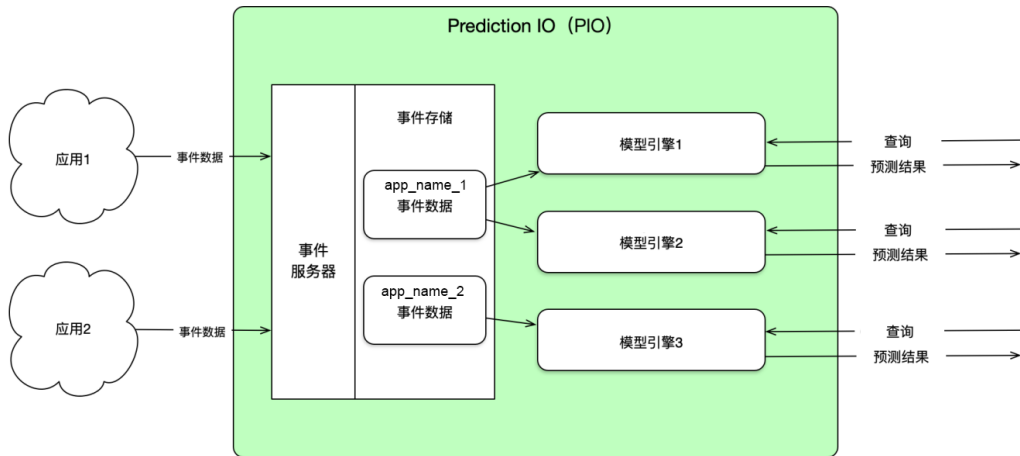 Prediction IO（PIO）
事件存储
应用1
事件数据
app_name_1
事件数据
模型引擎1
查询
预测结果
事件
服务器
模型引擎2
查询
预测结果
应用2
事件数据
app_name_2
事件数据
模型引擎3
查询
预测结果